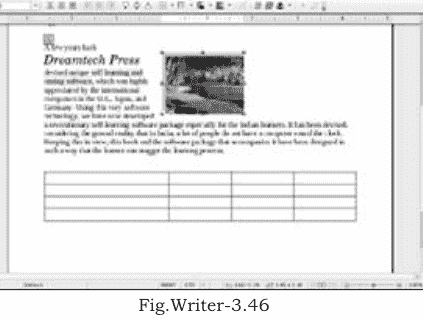 A few years back
Dreamtech Press
devised unique self learning and
testing software, which was highly
appreciated by the international
companies in the U.S., Japan, and
Germany. Using this very software
technology, we have now developed
a revolutionary self learning software package especially for the Indian learners. It has been devised
considering the ground reality that in India, a lot of people do not have a computer round the clock.
Keeping this in view, this book and the software package that accompanies it have been designed in
such a way that the learner can manage the learning process.
Fig.Writer-3.46